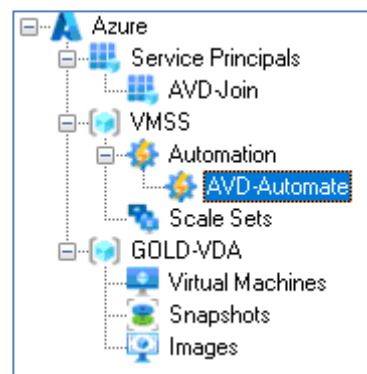 Azure
Service Principals
AVD-Join
VMSS
Automation
AVD-Automate
Scale Sets
GOLD-VDA
Virtual Machines
Snapshots
Images